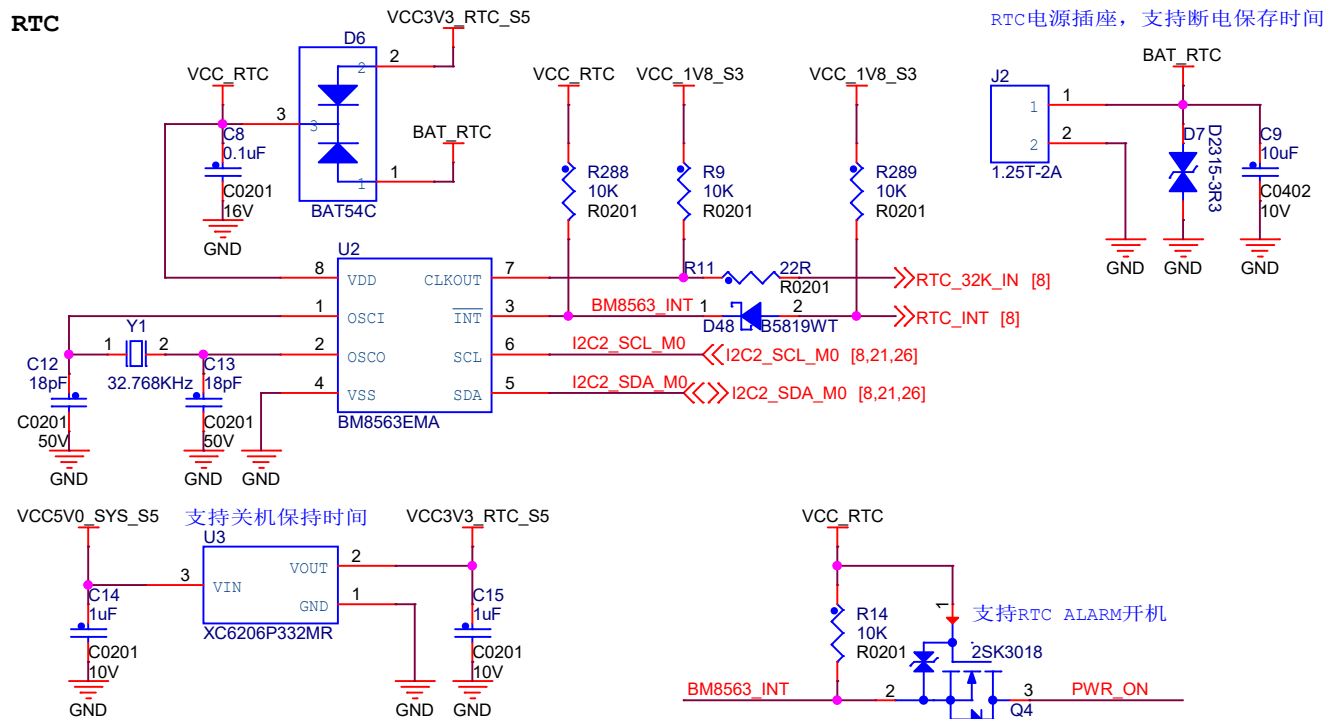 RTC
VCC3V3_RTC_S5
RTC电源插座，支持断电保存时间
D6
2
2
VCC_RTC
VCC_RTC
VCC_1V8_S3
VCC_1V8_S3
BAT_RTC
J2
1
1
3
3
C8
0.1uF
BAT_RTC
D7
D2315-3R3
C9
10uF
2
2
C0201
16V
1
1
R288
10K
R0201
R9
10K
R0201
R289
10K
R0201
1.25T-2A
C0402
10V
BAT54C
GND
GND
GND
GND
U2
8
VDD
CLKOUT
7
R11
22R
R0201
RTC_32K_IN [8]
1
OSCI
INT
3
BM8563_INT
1
2
D48
B5819WT
RTC_INT [8]
Y1
1
2
32.768KHz
2
OSCO
SCL
6
I2C2_SCL_M0
I2C2_SCL_M0 [8,21,26]
C12
18pF
C13
18pF
4
VSS
SDA
5
I2C2_SDA_M0
I2C2_SDA_M0 [8,21,26]
C0201
50V
C0201
50V
BM8563EMA
GND
GND
GND
VCC5V0_SYS_S5
支持关机保持时间
VCC3V3_RTC_S5
VCC_RTC
U3
3
VIN
VOUT
2
GND
1
C14
1uF
C0201
10V
XC6206P332MR
C15
1uF
C0201
10V
GND
GND
GND
1
支持RTC ALARM开机
R14
10K
R0201
2SK3018
BM8563_INT
2
3
PWR_ON
Q4